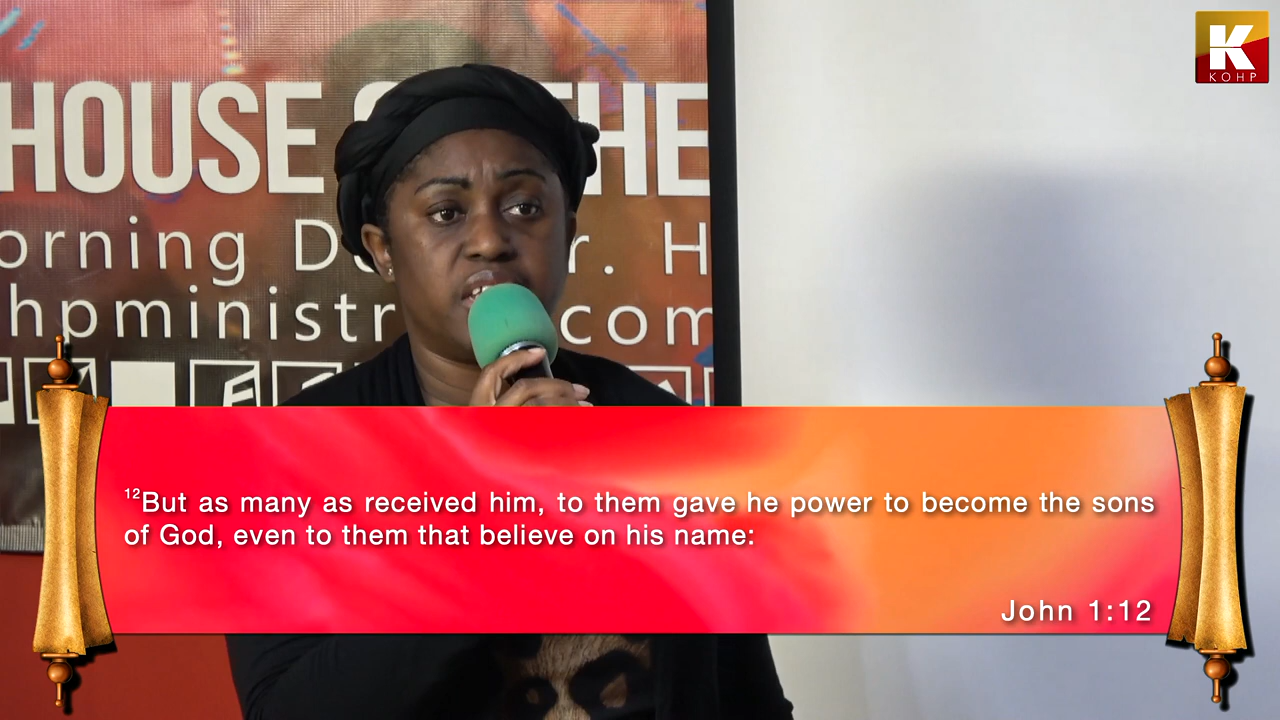 K
KOHP
HOUSE THE
orning D r. H
hpministr com
¹²But as many as received him, to them gave he power to become the sons
of God, even to them that believe on his name:
John 1:12